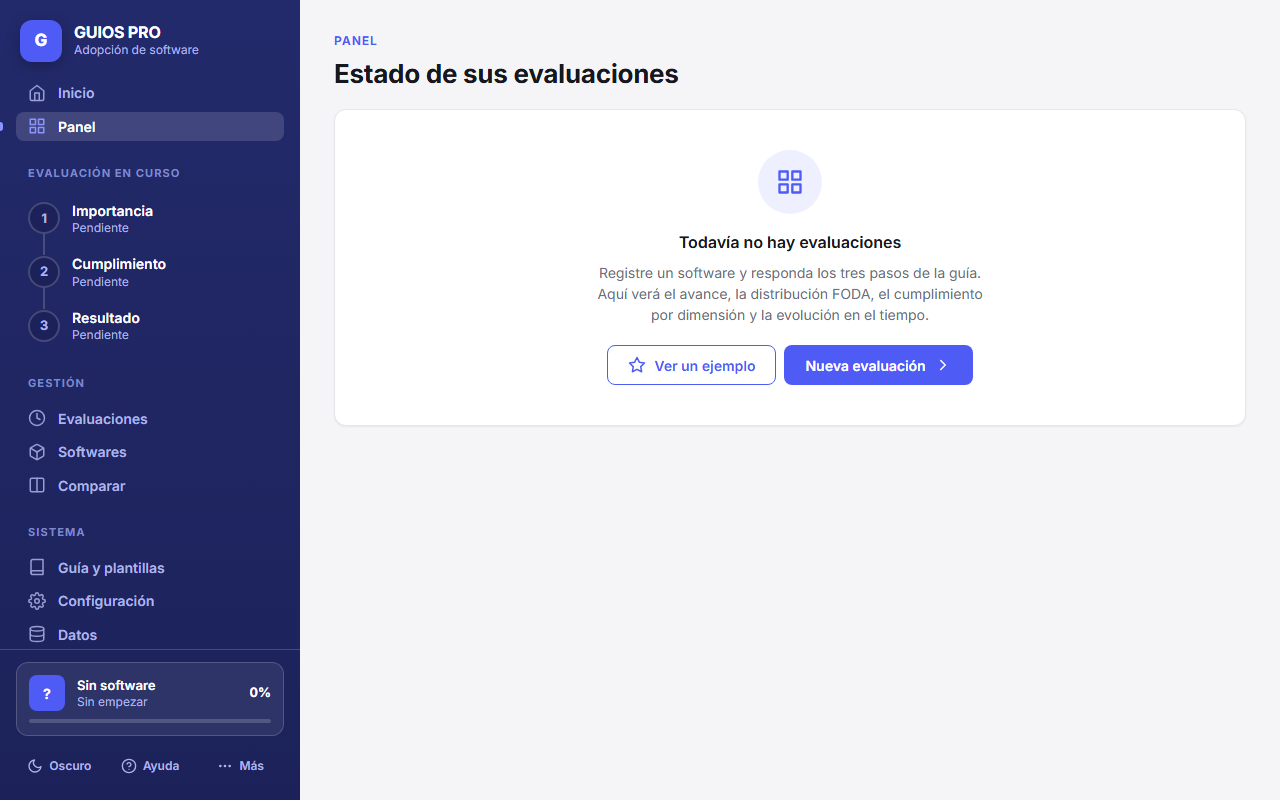 G
GUIOS PRO
Adopción de software
Inicio
Panel
EVALUACIÓN EN CURSO
1
Importancia
Pendiente
2
Cumplimiento
Pendiente
3
Resultado
Pendiente
GESTIÓN
Evaluaciones
Softwares
Comparar
SISTEMA
Guía y plantillas
Configuración
Datos
?
Sin software
Sin empezar
0%
Oscuro
Ayuda
Más
PANEL
Estado de sus evaluaciones
Todavía no hay evaluaciones
Registre un software y responda los tres pasos de la guía.
Aquí verá el avance, la distribución FODA, el cumplimiento
por dimensión y la evolución en el tiempo.
Ver un ejemplo
Nueva evaluación